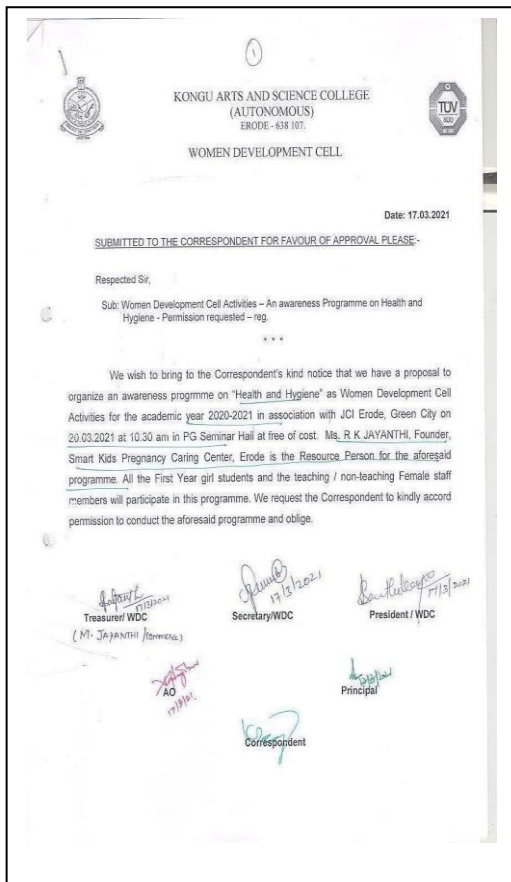 1
KONGU ARTS AND SCIENCE COLLEGE
(AUTONOMOUS)
ERODE - 638 107.
TÜV
SÜD
WOMEN DEVELOPMENT CELL
Date: 17.03.2021
SUBMITTED TO THE CORRESPONDENT FOR FAVOUR OF APPROVAL PLEASE:-
Respected Sir,
Sub: Women Development Cell Activities – An awareness Programme on Health and
Hygiene - Permission requested – reg.
* * *
We wish to bring to the Correspondent's kind notice that we have a proposal to
organize an awareness progrmme on "Health and Hygiene" as Women Development Cell
Activities for the academic year 2020-2021 in association with JCI Erode, Green City on
20.03.2021 at 10.30 am in PG Seminar Hall at free of cost. Ms. R K JAYANTHI, Founder,
Smart Kids Pregnancy Caring Center, Erode is the Resource Person for the aforesaid
programme. All the First Year girl students and the teaching / non-teaching Female staff
members will participate in this programme. We request the Correspondent to kindly accord
permission to conduct the aforesaid programme and oblige.
17/3/2021 17/3/2021 17/3/2021
Treasurer/ WDC Secretary/WDC President / WDC
(M. JAYANTHI /commerce)
AO Principal
17/3/21.
Correspondent